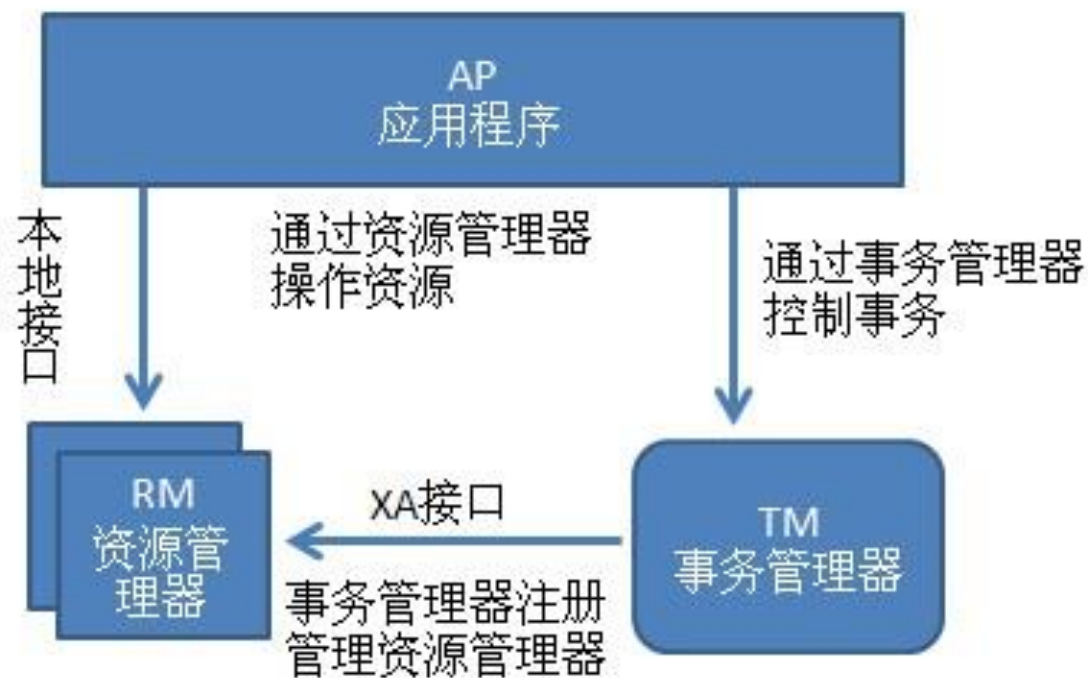 AP
应用程序
本地接口
通过资源管理器
操作资源
通过事务管理器
控制事务
RM
资源管
理器
XA接口
TM
事务管理器
事务管理器注册
管理资源管理器